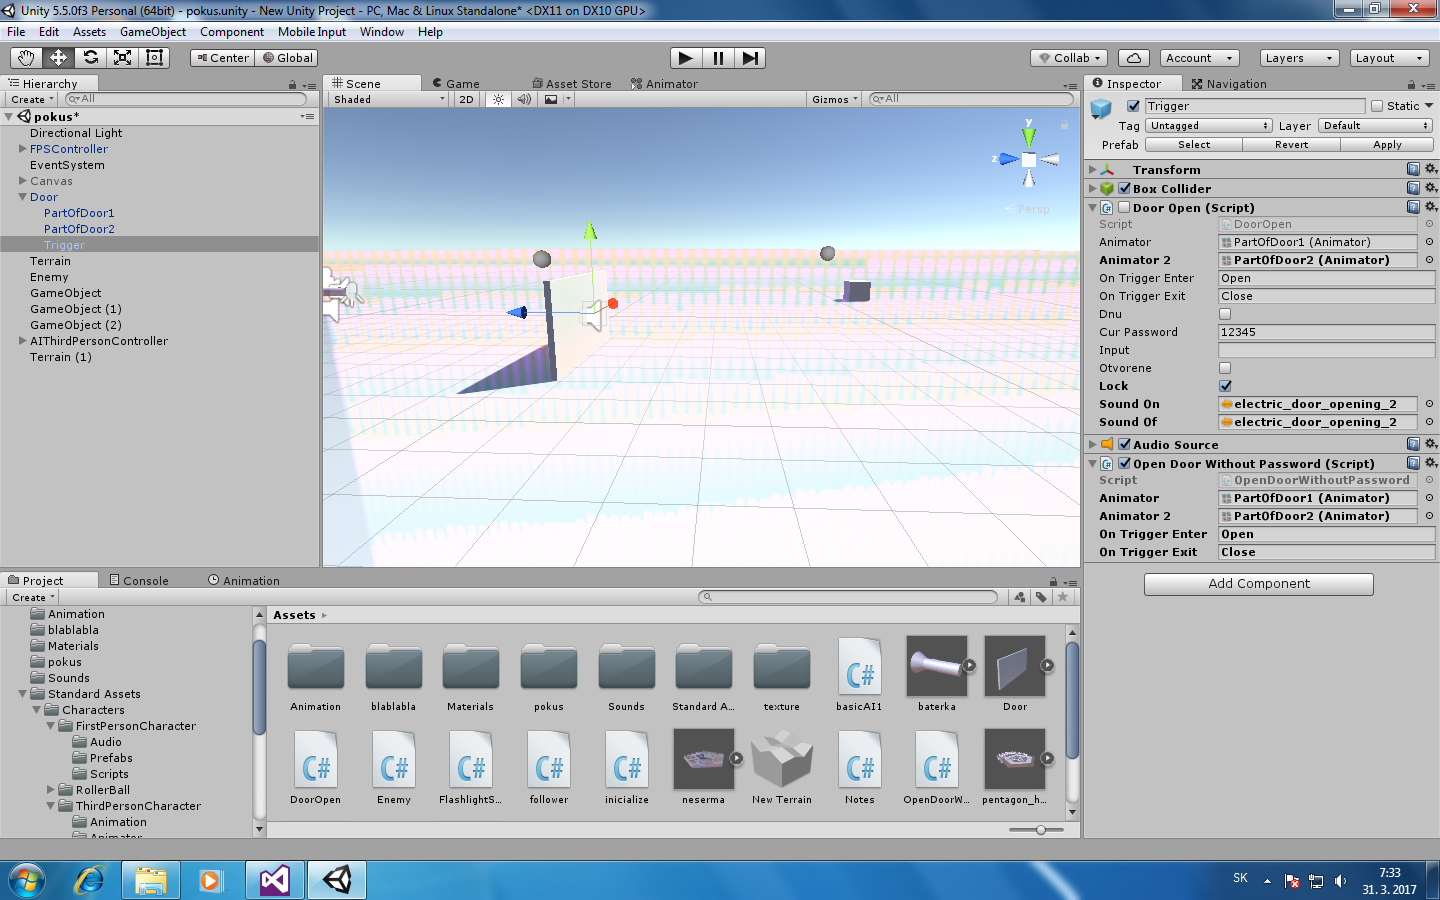 Unity 5.5.0f3 Personal (64bit) - pokus.unity - New Unity Project - PC, Mac & Linux Standalone* <DX11 on DX10 GPU>
File Edit Assets GameObject Component Mobile Input Window Help
Center Global Collab Account Layers Layout
Hierarchy
Create All
pokus*
Directional Light
FPSController
EventSystem
Canvas
Door
PartOfDoor1
PartOfDoor2
Trigger
Terrain
Enemy
GameObject
GameObject (1)
GameObject (2)
AIThirdPersonController
Terrain (1)
Scene Game Asset Store Animator
Shaded 2D Gizmos All
y
z
Persp
Inspector Navigation
Trigger Static
Tag Untagged Layer Default
Prefab Select Revert Apply
Transform
Box Collider
C# Door Open (Script)
Script DoorOpen
Animator PartOfDoor1 (Animator)
Animator 2 PartOfDoor2 (Animator)
On Trigger Enter Open
On Trigger Exit Close
Dnu
Cur Password 12345
Input
Otvorene
Lock
Sound On electric_door_opening_2
Sound Of electric_door_opening_2
Audio Source
C# Open Door Without Password (Script)
Script OpenDoorWithoutPassword
Animator PartOfDoor1 (Animator)
Animator 2 PartOfDoor2 (Animator)
On Trigger Enter Open
On Trigger Exit Close
Add Component
Project Console Animation
Create
Animation
blablabla
Materials
pokus
Sounds
Standard Assets
Characters
FirstPersonCharacter
Audio
Prefabs
Scripts
RollerBall
ThirdPersonCharacter
Animation
Animator
Assets
C#
Animation blablabla Materials pokus Sounds Standard A... texture basicAI1 baterka Door
C# C# C# C# C# C# C#
DoorOpen Enemy FlashlightS... follower inicialize neserma New Terrain Notes OpenDoorW... pentagon_h...
SK 7:33
31. 3. 2017